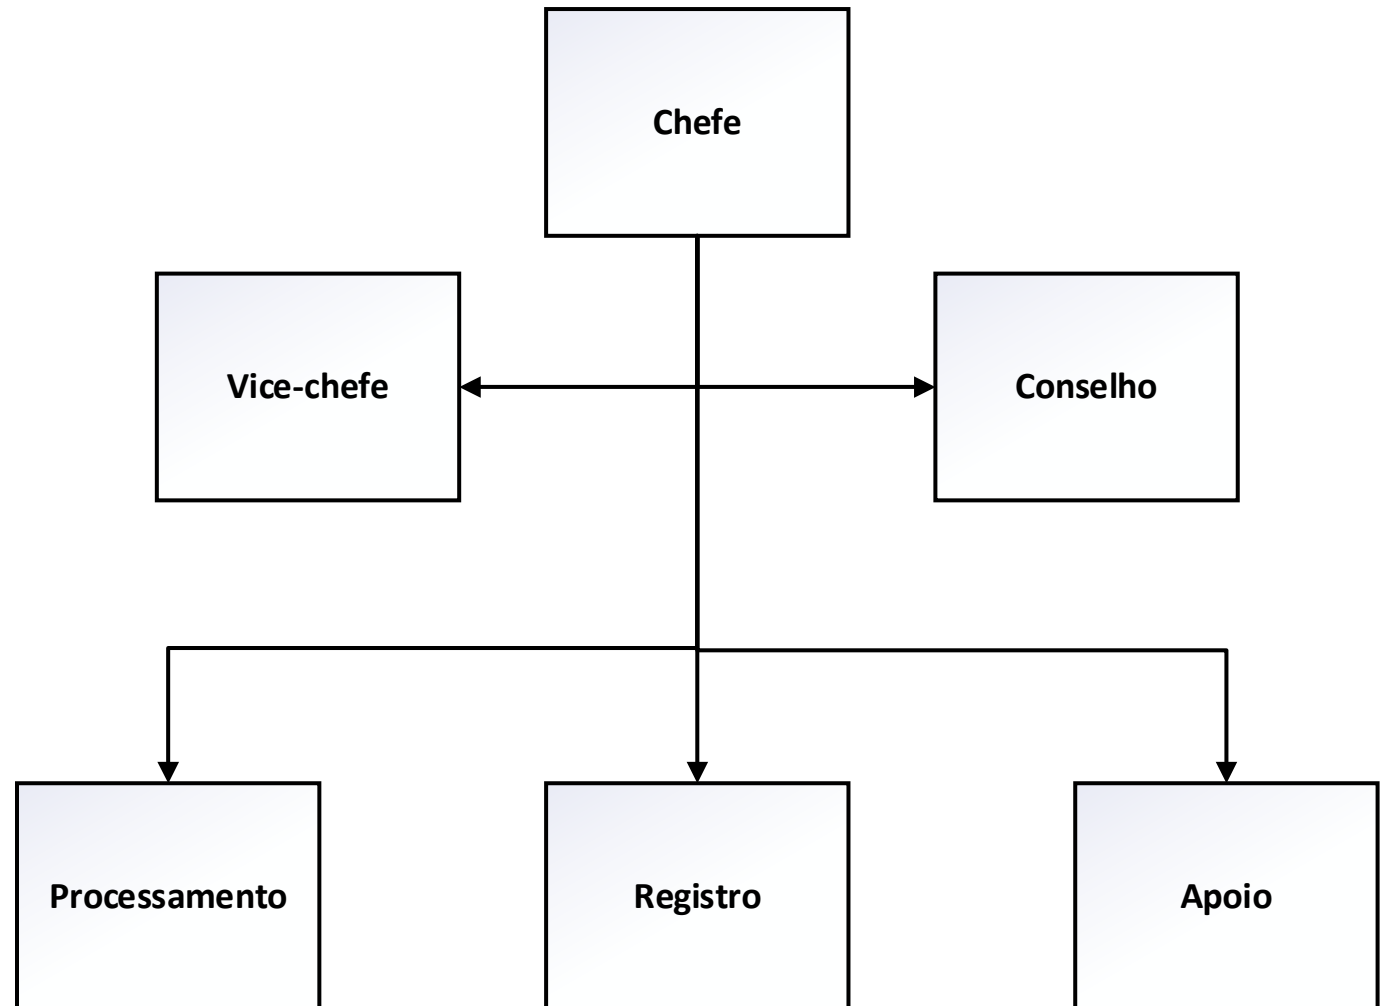 Chefe
Vice-chefe
Conselho
Processamento
Registro
Apoio